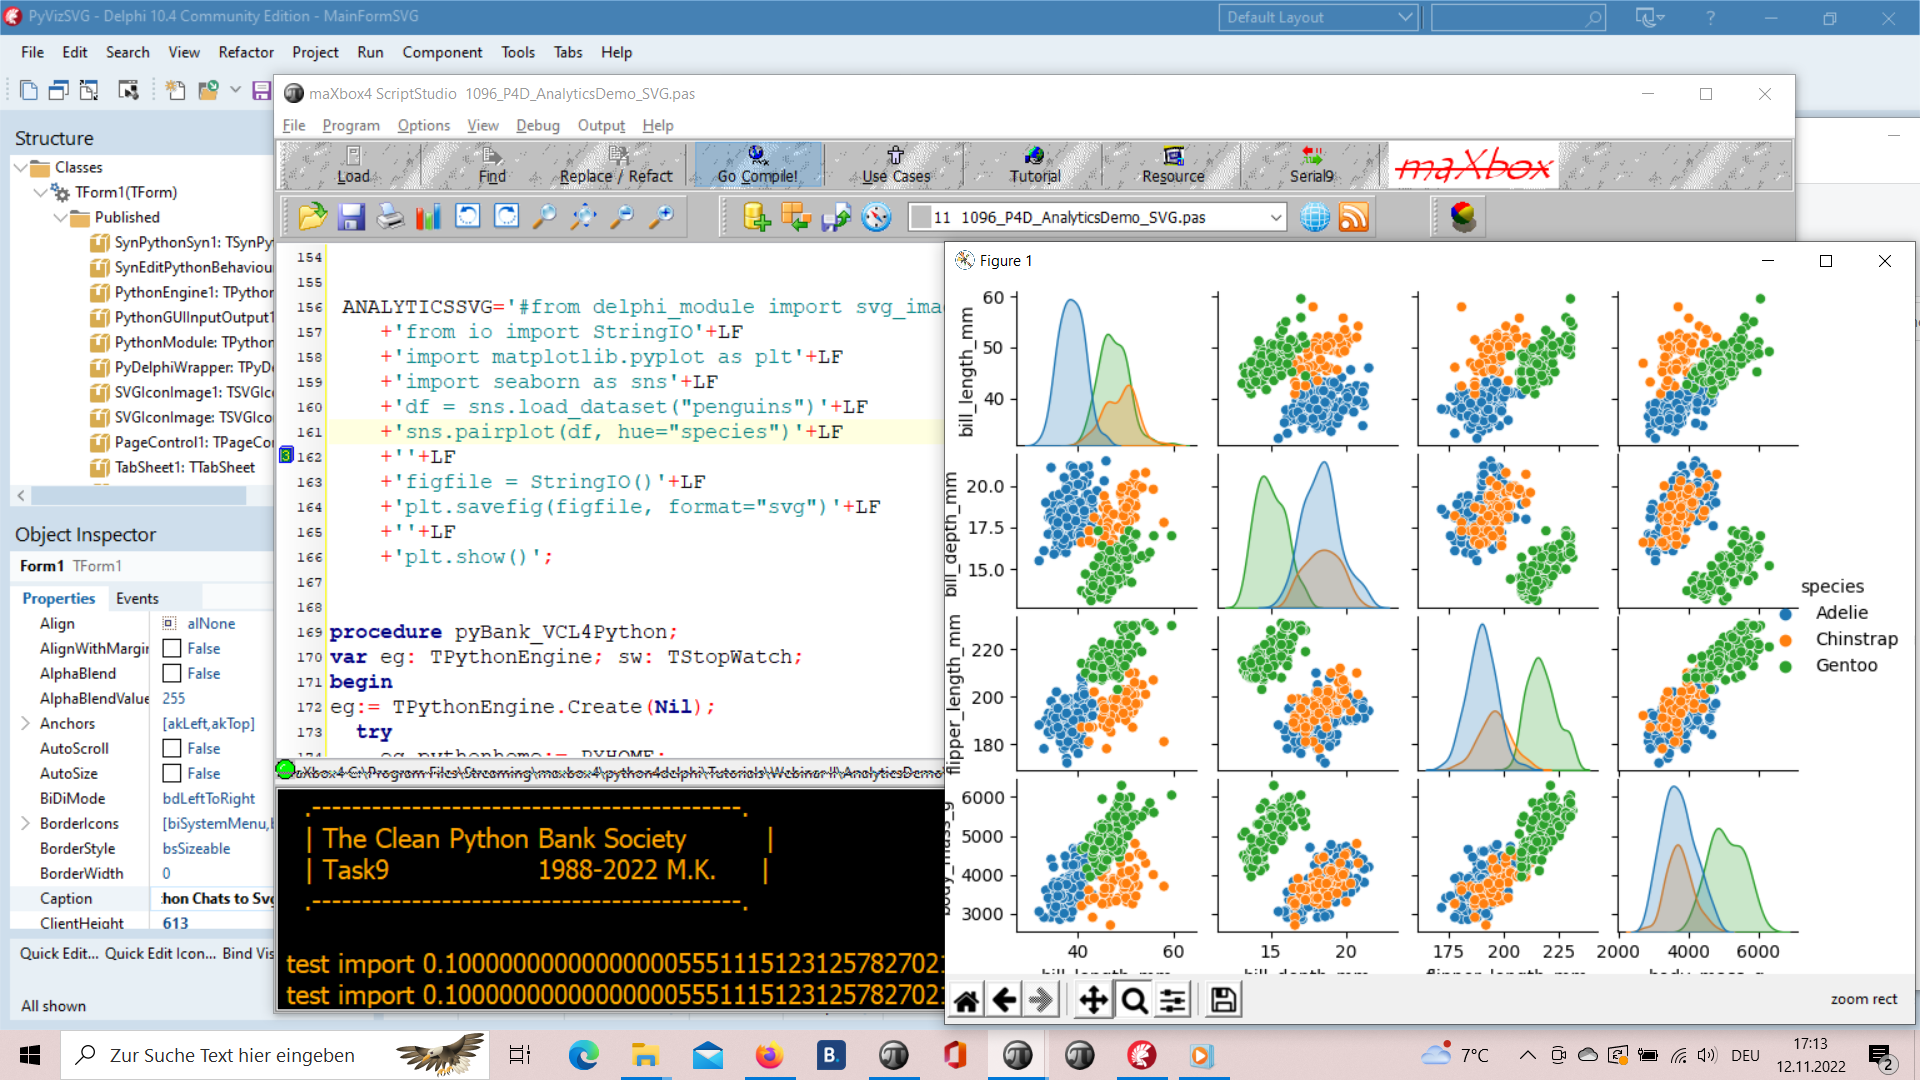 PyVizSVG - Delphi 10.4 Community Edition - MainFormSVG
Default Layout
File Edit Search View Refactor Project Run Component Tools Tabs Help
Structure
Classes
TForm1(TForm)
Published
SynPythonSyn1: TSynPy
SynEditPythonBehaviou
PythonEngine1: TPython
PythonGUIInputOutput1
PythonModule: TPython
PyDelphiWrapper: TPyDe
SVGIconImage1: TSVGIco
SVGIconImage: TSVGIcon
PageControl1: TPageCon
TabSheet1: TTabSheet
Object Inspector
Form1 TForm1
Properties Events
Align alNone
AlignWithMargin False
AlphaBlend False
AlphaBlendValue 255
Anchors [akLeft,akTop]
AutoScroll False
AutoSize False
BiDiMode bdLeftToRight
BorderIcons [biSystemMenu,b
BorderStyle bsSizeable
BorderWidth 0
Caption hon Chats to Svg
ClientHeight 613
Quick Edit... Quick Edit Icon... Bind Vis
All shown
maXbox4 ScriptStudio 1096_P4D_AnalyticsDemo_SVG.pas
File Program Options View Debug Output Help
Load Find Replace / Refact Go Compile! Use Cases Tutorial Resource Serial9 maXbox
11 1096_P4D_AnalyticsDemo_SVG.pas
154
155
156 ANALYTICSSVG='#from delphi_module import svg_ima
157 +'from io import StringIO'+LF
158 +'import matplotlib.pyplot as plt'+LF
159 +'import seaborn as sns'+LF
160 +'df = sns.load_dataset("penguins")'+LF
161 +'sns.pairplot(df, hue="species")'+LF
162 +''+LF
163 +'figfile = StringIO()'+LF
164 +'plt.savefig(figfile, format="svg")'+LF
165 +''+LF
166 +'plt.show()';
167
168
169 procedure pyBank_VCL4Python;
170 var eg: TPythonEngine; sw: TStopWatch;
171 begin
172 eg:= TPythonEngine.Create(Nil);
173 try
174 eg.pythonhome:= PYHOME;
maXbox4 C:\Program Files\Streaming\maxbox4\python4delphi\Tutorials\Webinar II\AnalyticsDemo
.-------------------------------------------.
| The Clean Python Bank Society |
| Task9 1988-2022 M.K. |
.-------------------------------------------.
test import 0.1000000000000000055511151231257827021
test import 0.1000000000000000055511151231257827021
Figure 1
bill_length_mm
60
50
40
bill_depth_mm
20.0
17.5
15.0
flipper_length_mm
220
200
180
body_mass_g
6000
5000
4000
3000
40 60 15 20 175 200 225 2000 4000 6000
bill_length_mm bill_depth_mm flipper_length_mm body_mass_g
species
Adelie
Chinstrap
Gentoo
zoom rect
Zur Suche Text hier eingeben
B.
7°C
DEU
17:13
12.11.2022
2